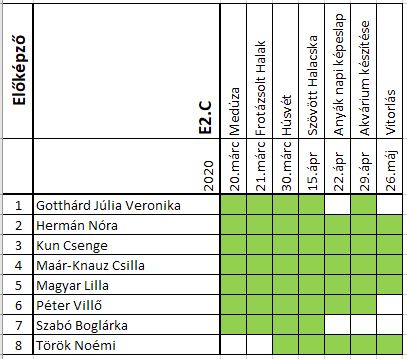 Előképző
E2.C
Medúza
Frotázsolt Halak
Húsvét
Szövött Halacska
Anyák napi képeslap
Akvárium készítése
Vitorlás
2020
20.márc
21.márc
30.márc
15.ápr
22.ápr
29.ápr
26.máj
1 Gotthárd Júlia Veronika
2 Hermán Nóra
3 Kun Csenge
4 Maár-Knauz Csilla
5 Magyar Lilla
6 Péter Villő
7 Szabó Boglárka
8 Török Noémi